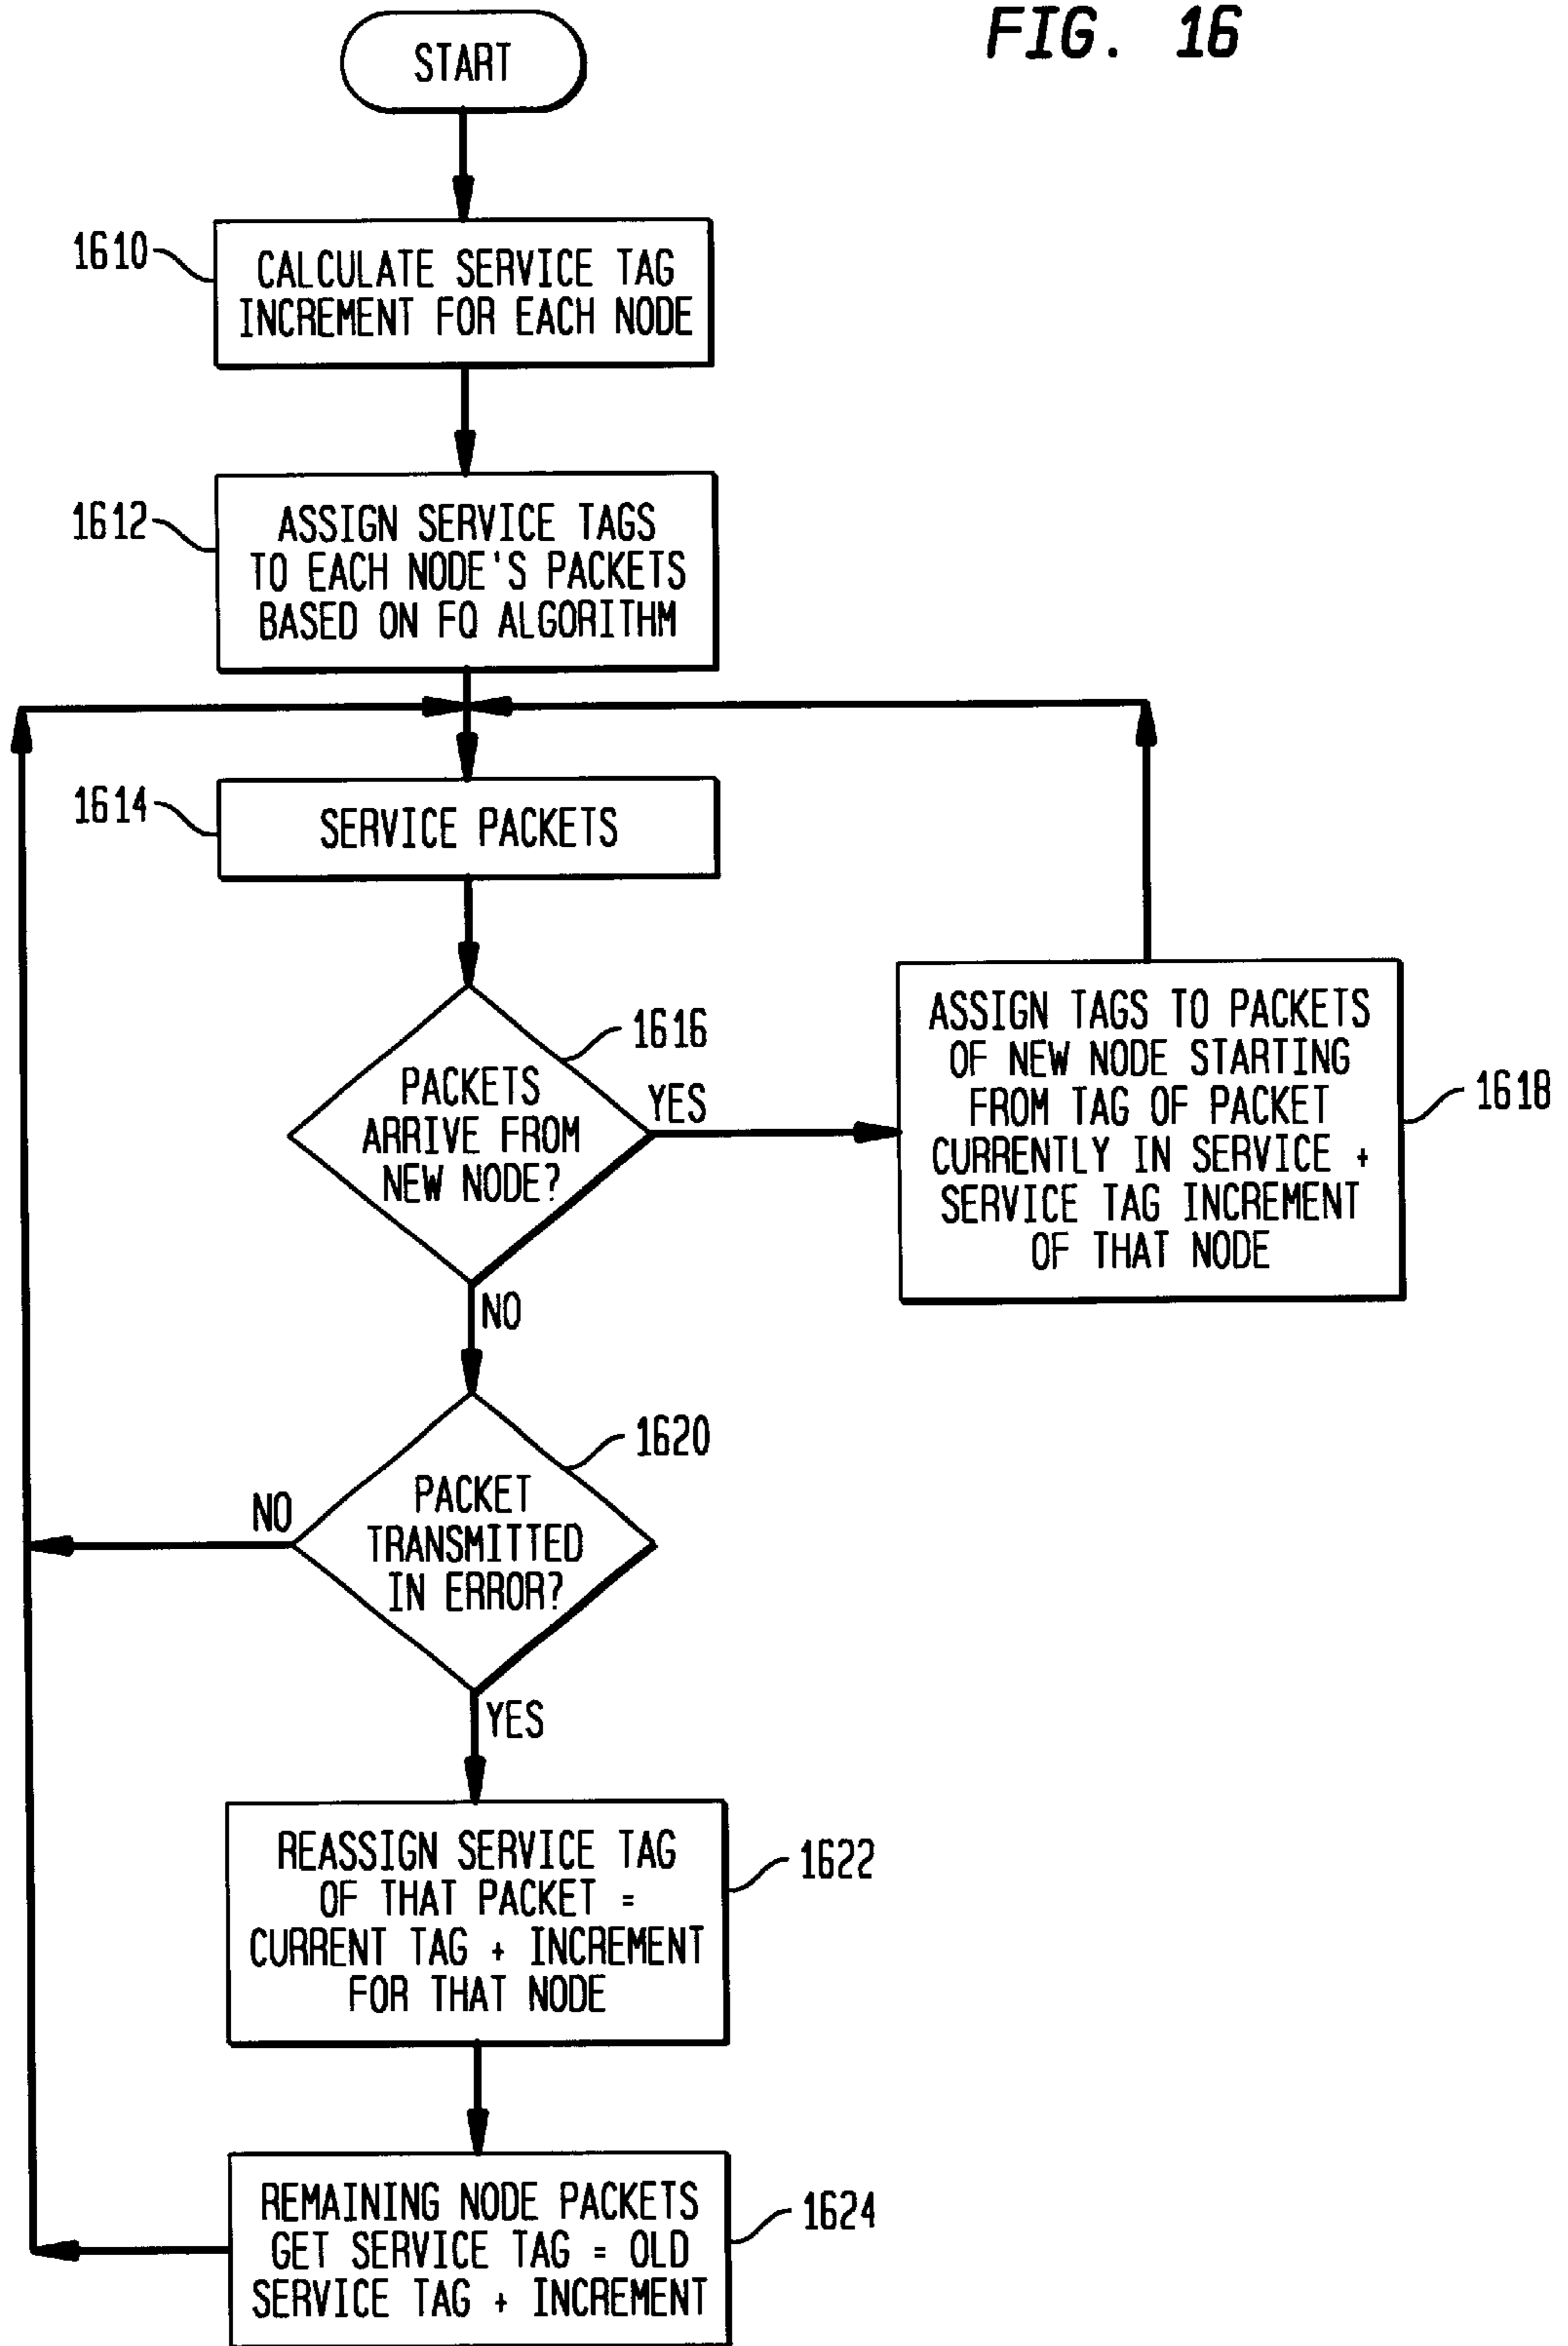 FIG. 16
START
1610
CALCULATE SERVICE TAG
INCREMENT FOR EACH NODE
1612
ASSIGN SERVICE TAGS
TO EACH NODE'S PACKETS
BASED ON FQ ALGORITHM
1614
SERVICE PACKETS
1616
PACKETS
ARRIVE FROM
NEW NODE?
YES
NO
1618
ASSIGN TAGS TO PACKETS
OF NEW NODE STARTING
FROM TAG OF PACKET
CURRENTLY IN SERVICE +
SERVICE TAG INCREMENT
OF THAT NODE
1620
PACKET
TRANSMITTED
IN ERROR?
NO
YES
1622
REASSIGN SERVICE TAG
OF THAT PACKET =
CURRENT TAG + INCREMENT
FOR THAT NODE
1624
REMAINING NODE PACKETS
GET SERVICE TAG = OLD
SERVICE TAG + INCREMENT